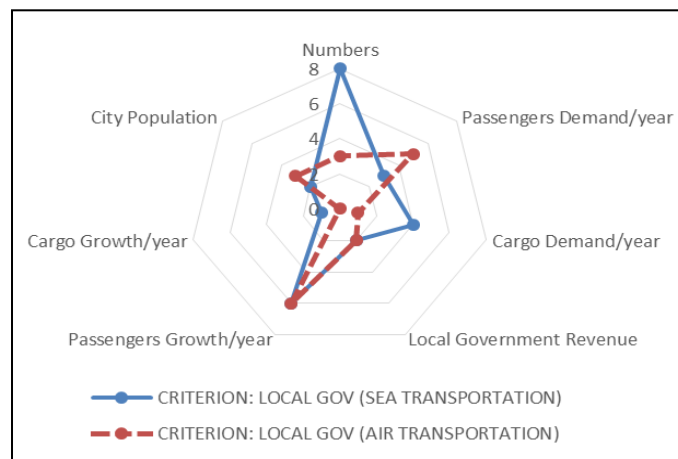 Numbers
8
6
4
2
0
City Population
Passengers Demand/year
Cargo Growth/year
Cargo Demand/year
Passengers Growth/year
Local Government Revenue
CRITERION: LOCAL GOV (SEA TRANSPORTATION)
CRITERION: LOCAL GOV (AIR TRANSPORTATION)